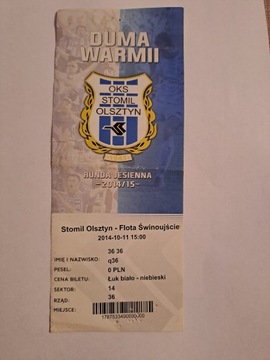 DUMA
WARMII
OKS
STOMIL
OLSZTYN
RUNDA JESIENNA
-2014/15-
Stomil Olsztyn - Flota Świnoujście
2014-10-11 15:00
36 36
IMIĘ I NAZWISKO: q36
PESEL: 0 PLN
CENA BILETU: Łuk biało - niebieski
SEKTOR: 14
RZĄD: 36
MIEJSCE: